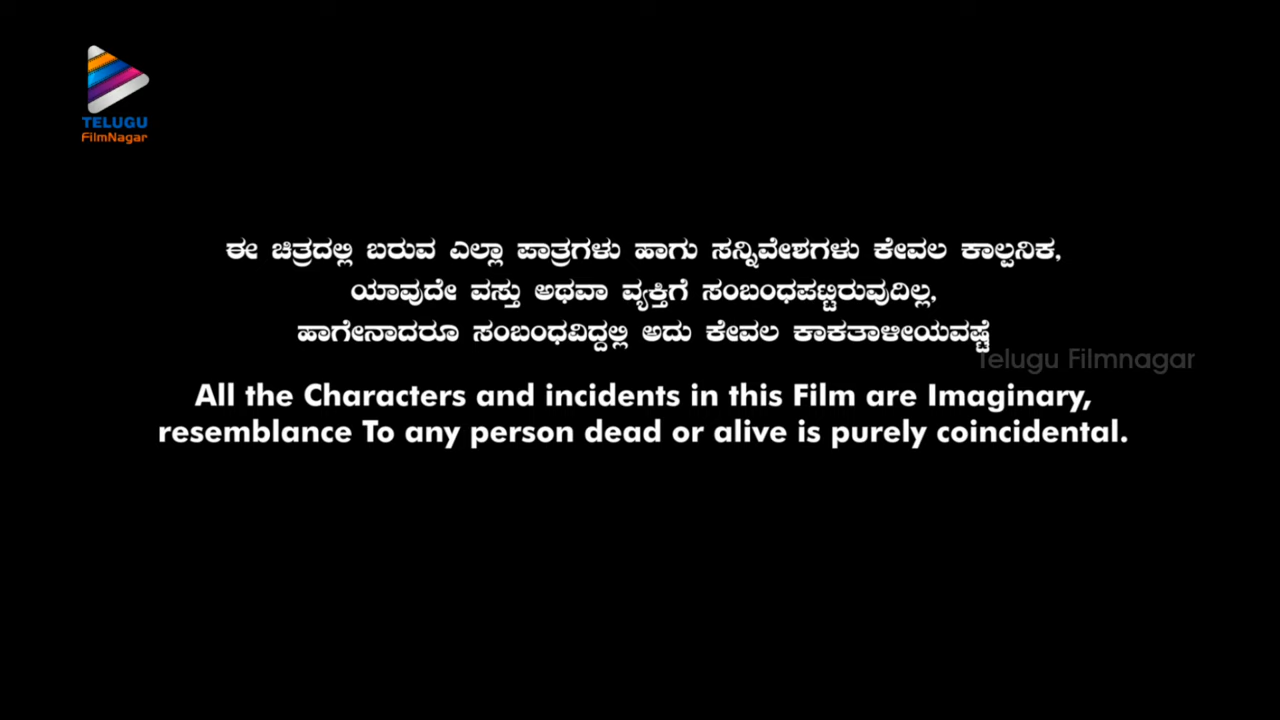 TELUGU
FilmNagar
ಈ ಚಿತ್ರದಲ್ಲಿ ಬರುವ ಎಲ್ಲಾ ಪಾತ್ರಗಳು ಹಾಗು ಸನ್ನಿವೇಶಗಳು ಕೇವಲ ಕಾಲ್ಪನಿಕ,
ಯಾವುದೇ ವಸ್ತು ಅಥವಾ ವ್ಯಕ್ತಿಗೆ ಸಂಬಂಧಪಟ್ಟಿರುವುದಿಲ್ಲ,
ಹಾಗೇನಾದರೂ ಸಂಬಂಧವಿದ್ದಲ್ಲಿ ಅದು ಕೇವಲ ಕಾಕತಾಳೀಯವಷ್ಟೆ
Telugu Filmnagar
All the Characters and incidents in this Film are Imaginary,
resemblance To any person dead or alive is purely coincidental.